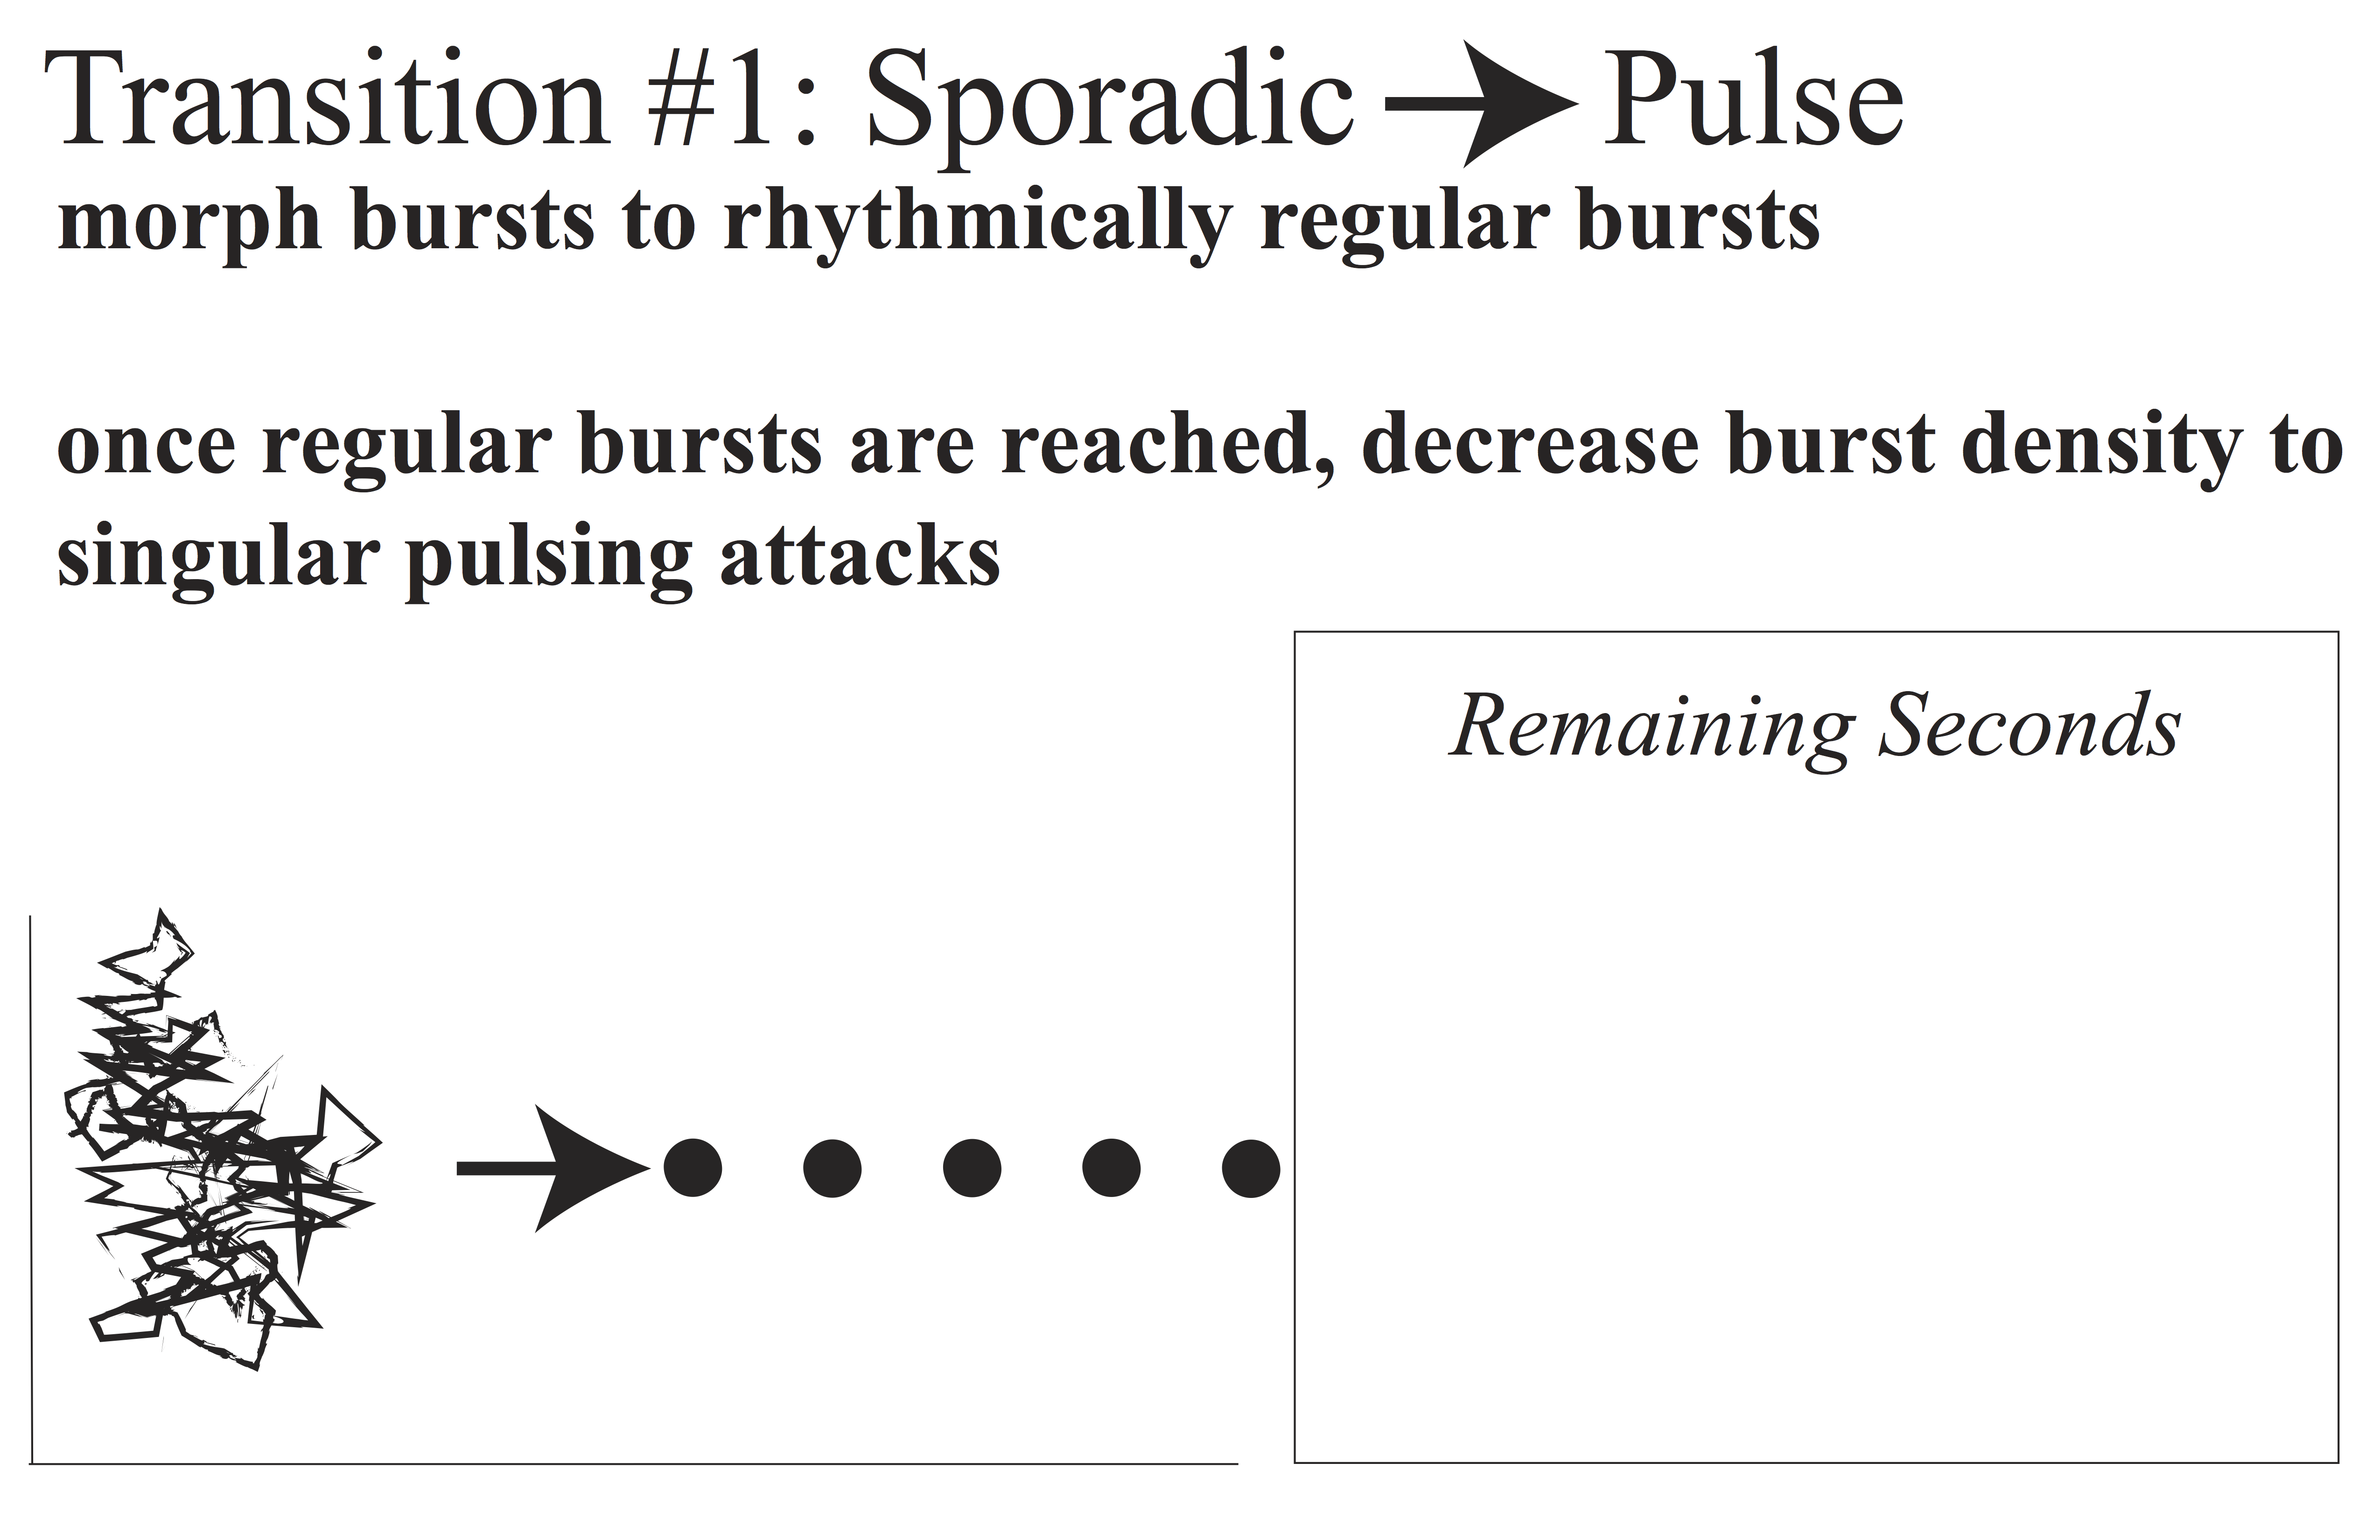 Transition #1: Sporadic → Pulse
morph bursts to rhythmically regular bursts
once regular bursts are reached, decrease burst density to
singular pulsing attacks
Remaining Seconds